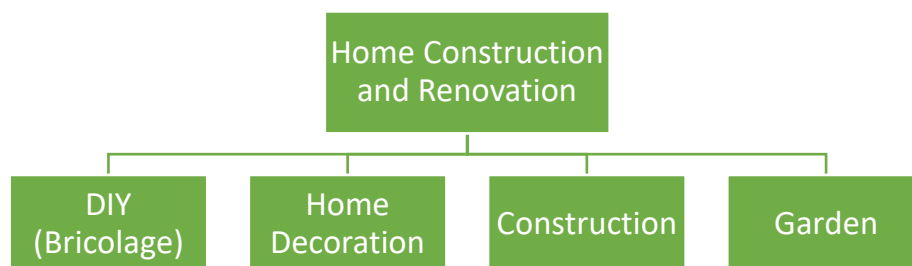 Home Construction
and Renovation
DIY
(Bricolage)
Home
Decoration
Construction
Garden